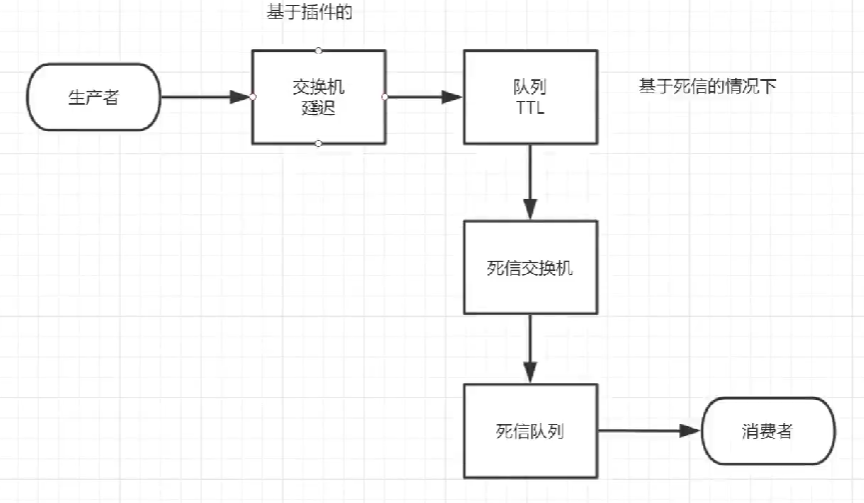 基于插件的
生产者
交换机
延迟
队列
TTL
基于死信的情况下
死信交换机
死信队列
消费者